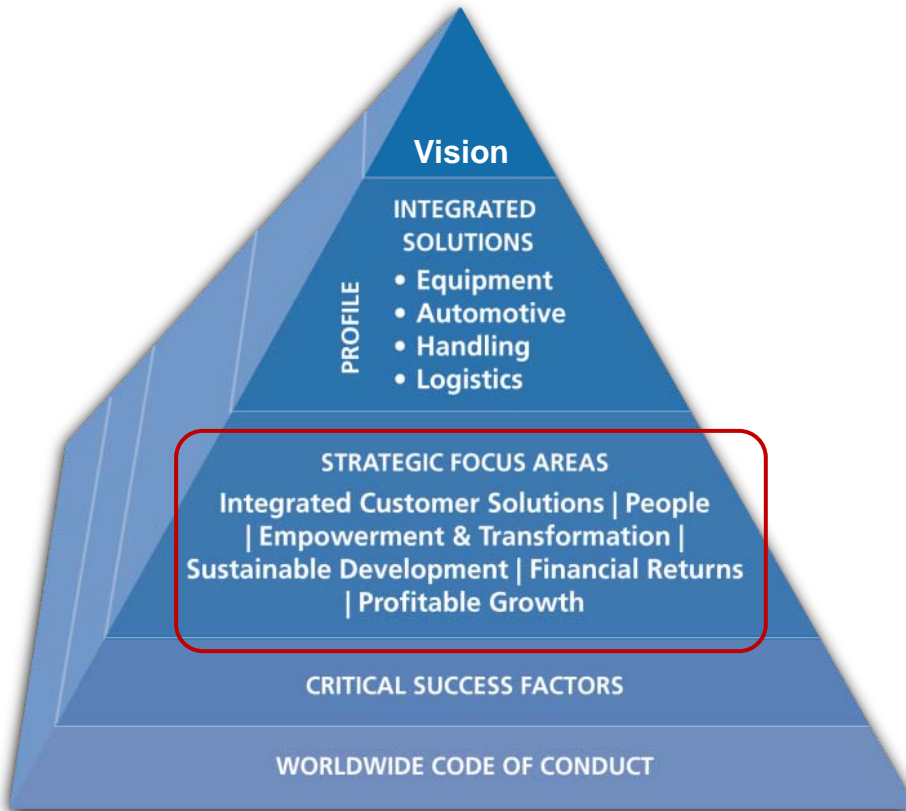 Vision
INTEGRATED
SOLUTIONS
PROFILE
• Equipment
• Automotive
• Handling
• Logistics
STRATEGIC FOCUS AREAS
Integrated Customer Solutions | People
| Empowerment & Transformation |
Sustainable Development | Financial Returns
| Profitable Growth
CRITICAL SUCCESS FACTORS
WORLDWIDE CODE OF CONDUCT